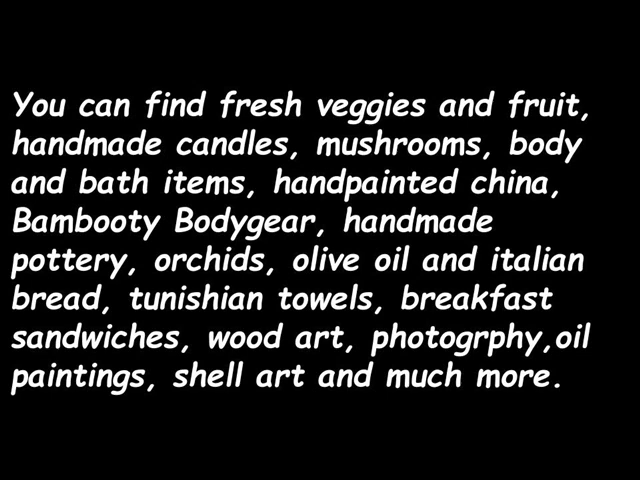 You can find fresh veggies and fruit,
handmade candles, mushrooms, body
and bath items, handpainted china,
Bambooty Bodygear, handmade
pottery, orchids, olive oil and italian
bread, tunishian towels, breakfast
sandwiches, wood art, photogrphy,oil
paintings, shell art and much more.